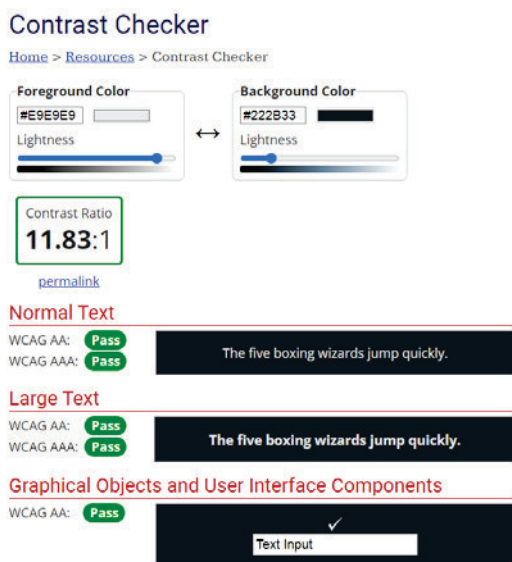 Contrast Checker
Home > Resources > Contrast Checker
Foreground Color
#E9E9E9
Lightness
Background Color
#222B33
Lightness
Contrast Ratio
11.83:1
permalink
Normal Text
WCAG AA: Pass
WCAG AAA: Pass
The five boxing wizards jump quickly.
Large Text
WCAG AA: Pass
WCAG AAA: Pass
The five boxing wizards jump quickly.
Graphical Objects and User Interface Components
WCAG AA: Pass
Text Input